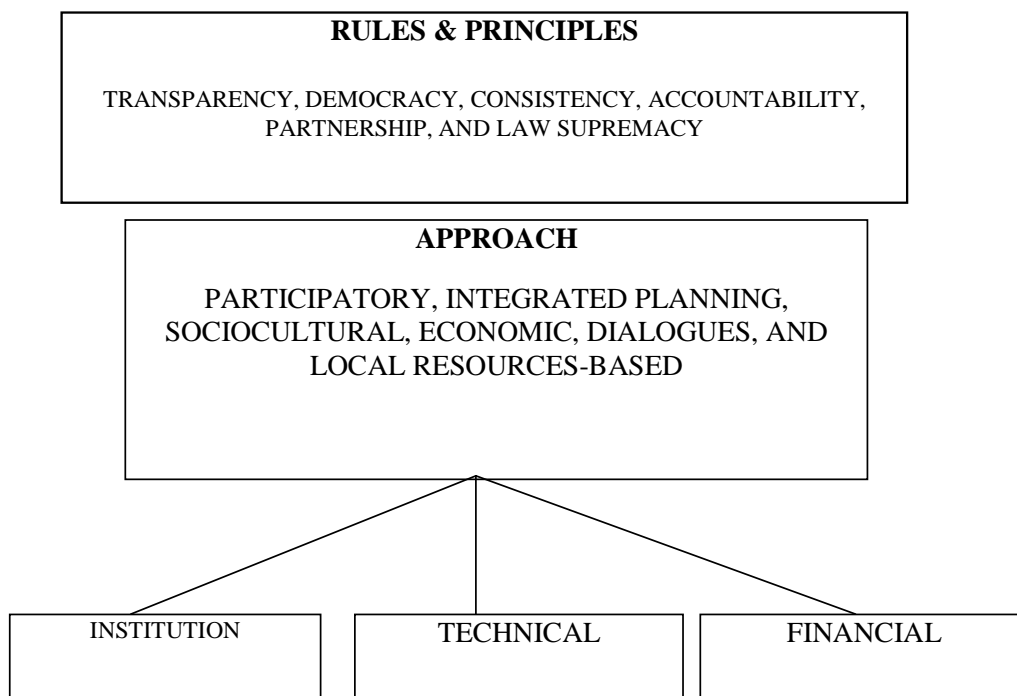 RULES & PRINCIPLES
TRANSPARENCY, DEMOCRACY, CONSISTENCY, ACCOUNTABILITY,
PARTNERSHIP, AND LAW SUPREMACY
APPROACH
PARTICIPATORY, INTEGRATED PLANNING,
SOCIOCULTURAL, ECONOMIC, DIALOGUES, AND
LOCAL RESOURCES-BASED
INSTITUTION
TECHNICAL
FINANCIAL